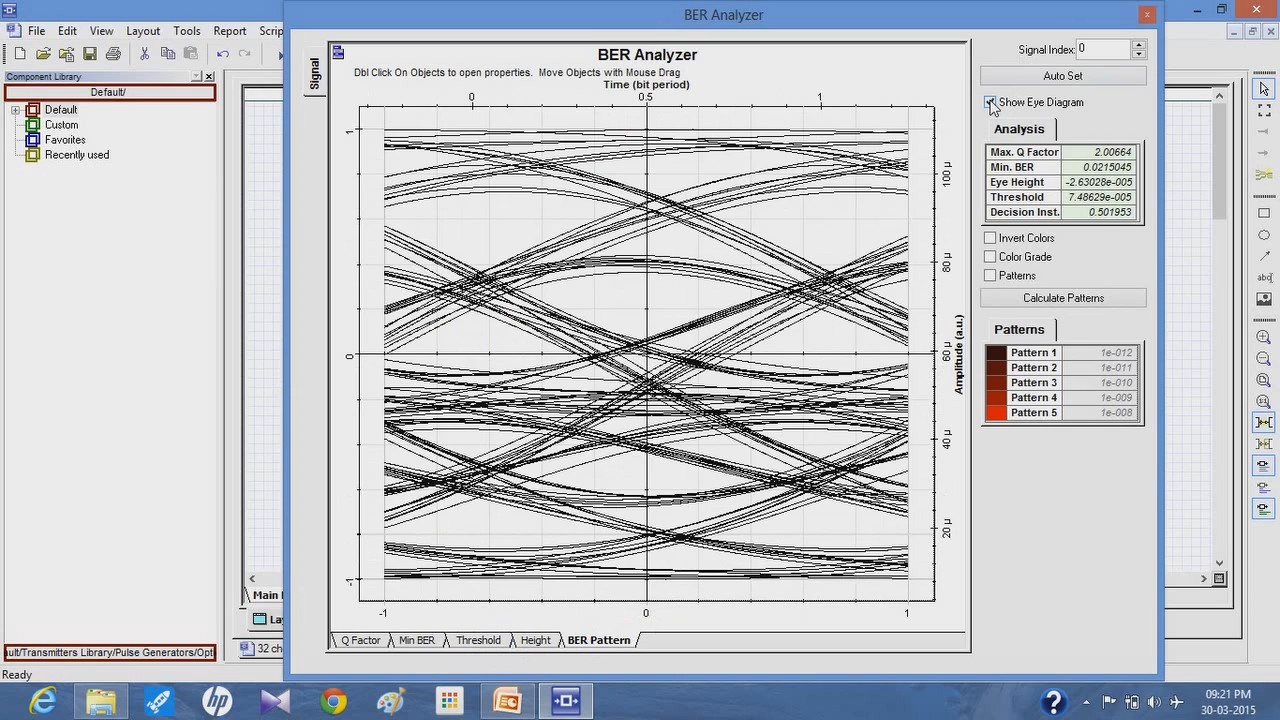 BER Analyzer
x
File Edit View Layout Tools Report Scrip
Component Library
Default/
Default
Custom
Favorites
Recently used
ult/Transmitters Library/Pulse Generators/Opt
Ready
Main
Lay
32 ch
Signal
BER Analyzer
Dbl Click On Objects to open properties. Move Objects with Mouse Drag
Time (bit period)
0 0.5 1
1
0
-1
100 µ
80 µ
60 µ
40 µ
20 µ
Amplitude (a.u.)
-1 0 1
Q Factor Min BER Threshold Height BER Pattern
Signal Index: 0
Auto Set
Show Eye Diagram
Analysis
Max. Q Factor 2.00664
Min. BER 0.0215045
Eye Height -2.63028e-005
Threshold 7.48629e-005
Decision Inst. 0.501953
Invert Colors
Color Grade
Patterns
Calculate Patterns
Patterns
Pattern 1 1e-012
Pattern 2 1e-011
Pattern 3 1e-010
Pattern 4 1e-009
Pattern 5 1e-008
abc
hp
09:21 PM
30-03-2015